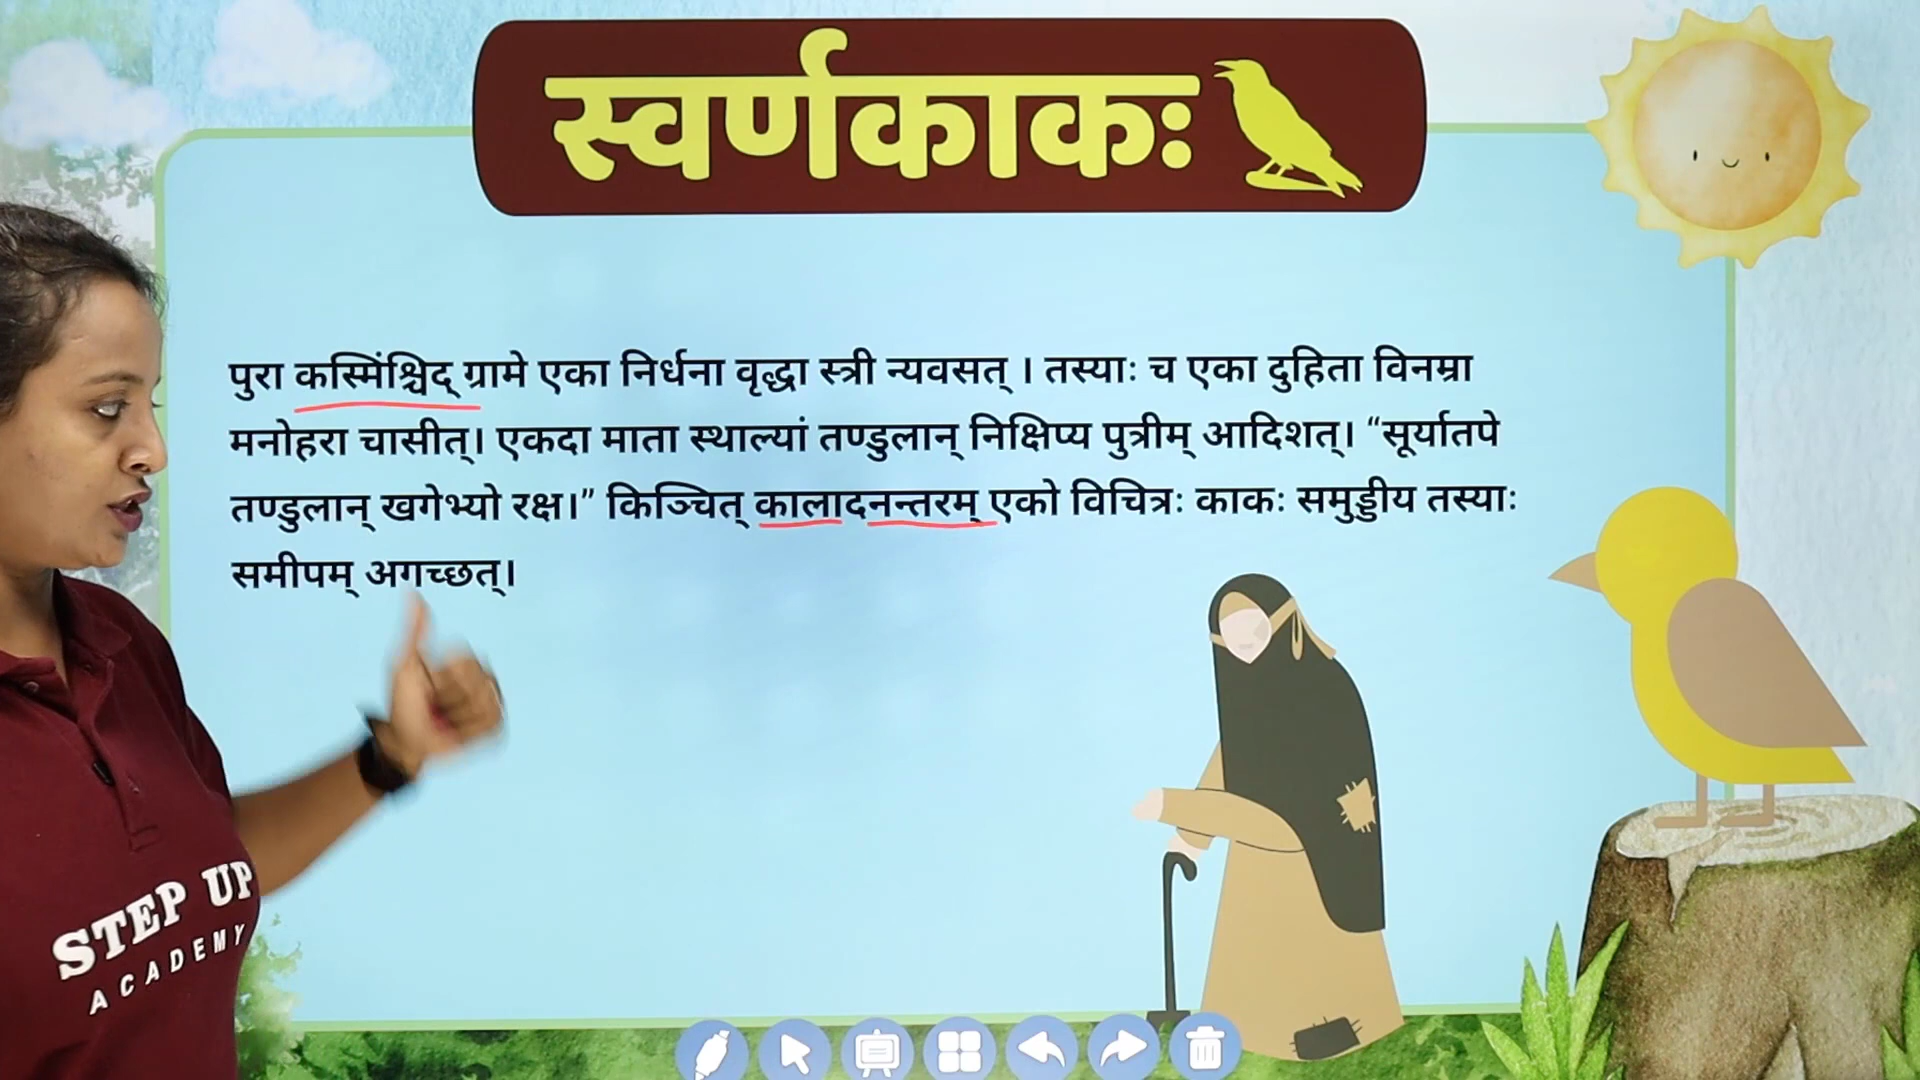 स्वर्णकाकः
पुरा कस्मिंश्चिद् ग्रामे एका निर्धना वृद्धा स्त्री न्यवसत् । तस्याः च एका दुहिता विनम्रा
मनोहरा चासीत्। एकदा माता स्थाल्यां तण्डुलान् निक्षिप्य पुत्रीम् आदिशत्। “सूर्यातपे
तण्डुलान् खगेभ्यो रक्ष।” किञ्चित् कालादनन्तरम् एको विचित्रः काकः समुड्डीय तस्याः
समीपम् अगच्छत्।
STEP UP
ACADEMY